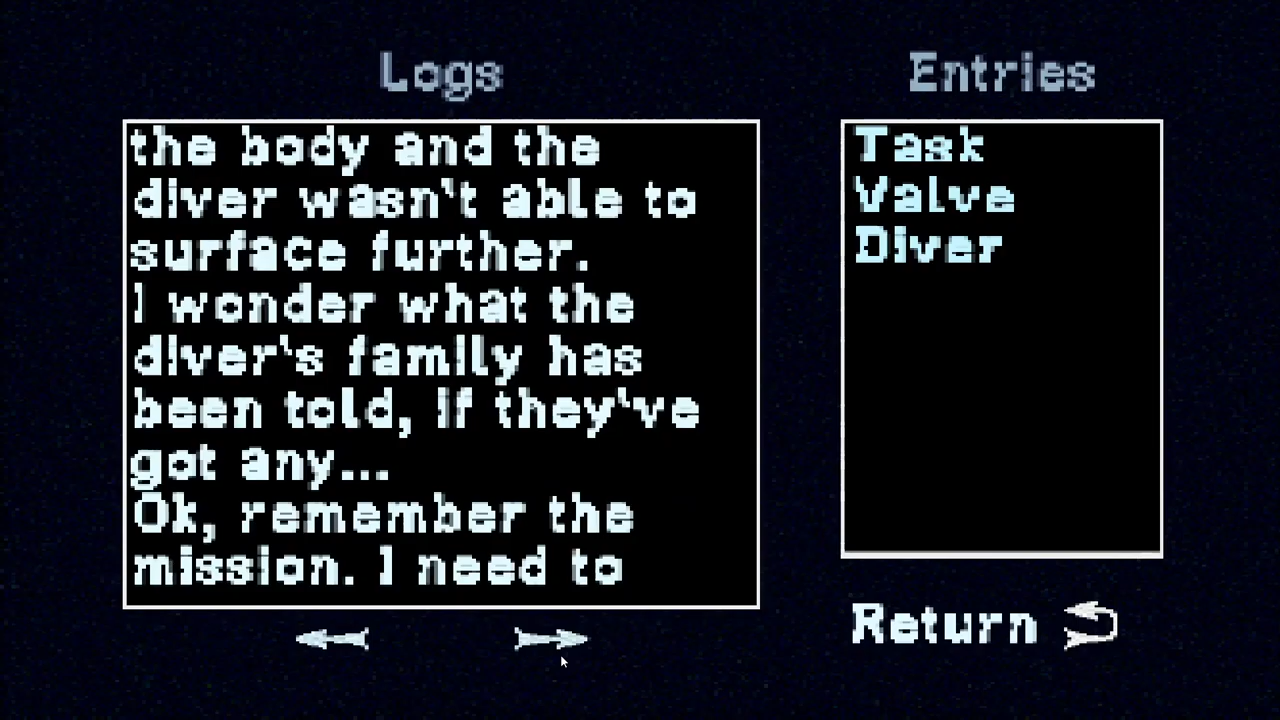 Logs
the body and the
diver wasn't able to
surface further.
I wonder what the
diver's family has
been told, if they've
got any...
Ok, remember the
mission. I need to
Entries
Task
Valve
Diver
Return